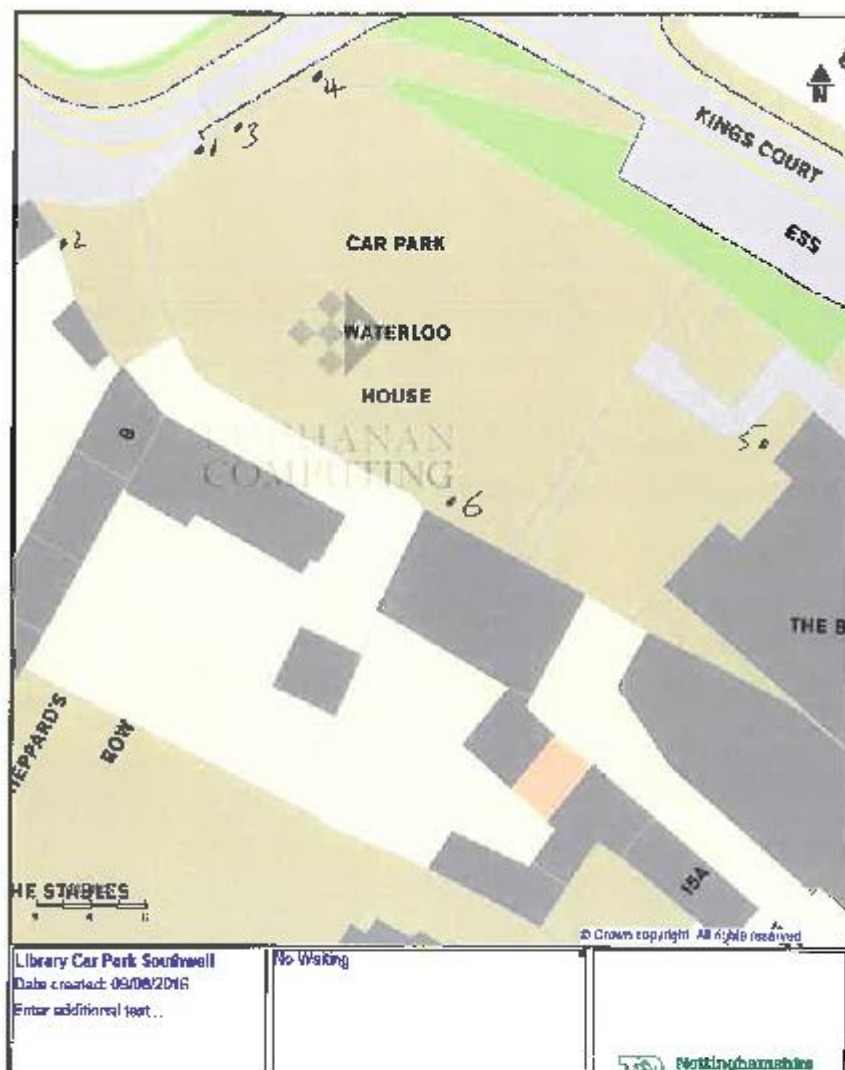 4
1 3
N
KINGS COURT
ESS
2
CAR PARK
WATERLOO
HOUSE
8
COMPUTING
5
6
THE B
ROW
15A
HE STABLES
© Crown copyright. All rights reserved
Library Car Park Southwell
Date created: 09/08/2016
Enter additional text...
No Waiting
Nottinghamshire